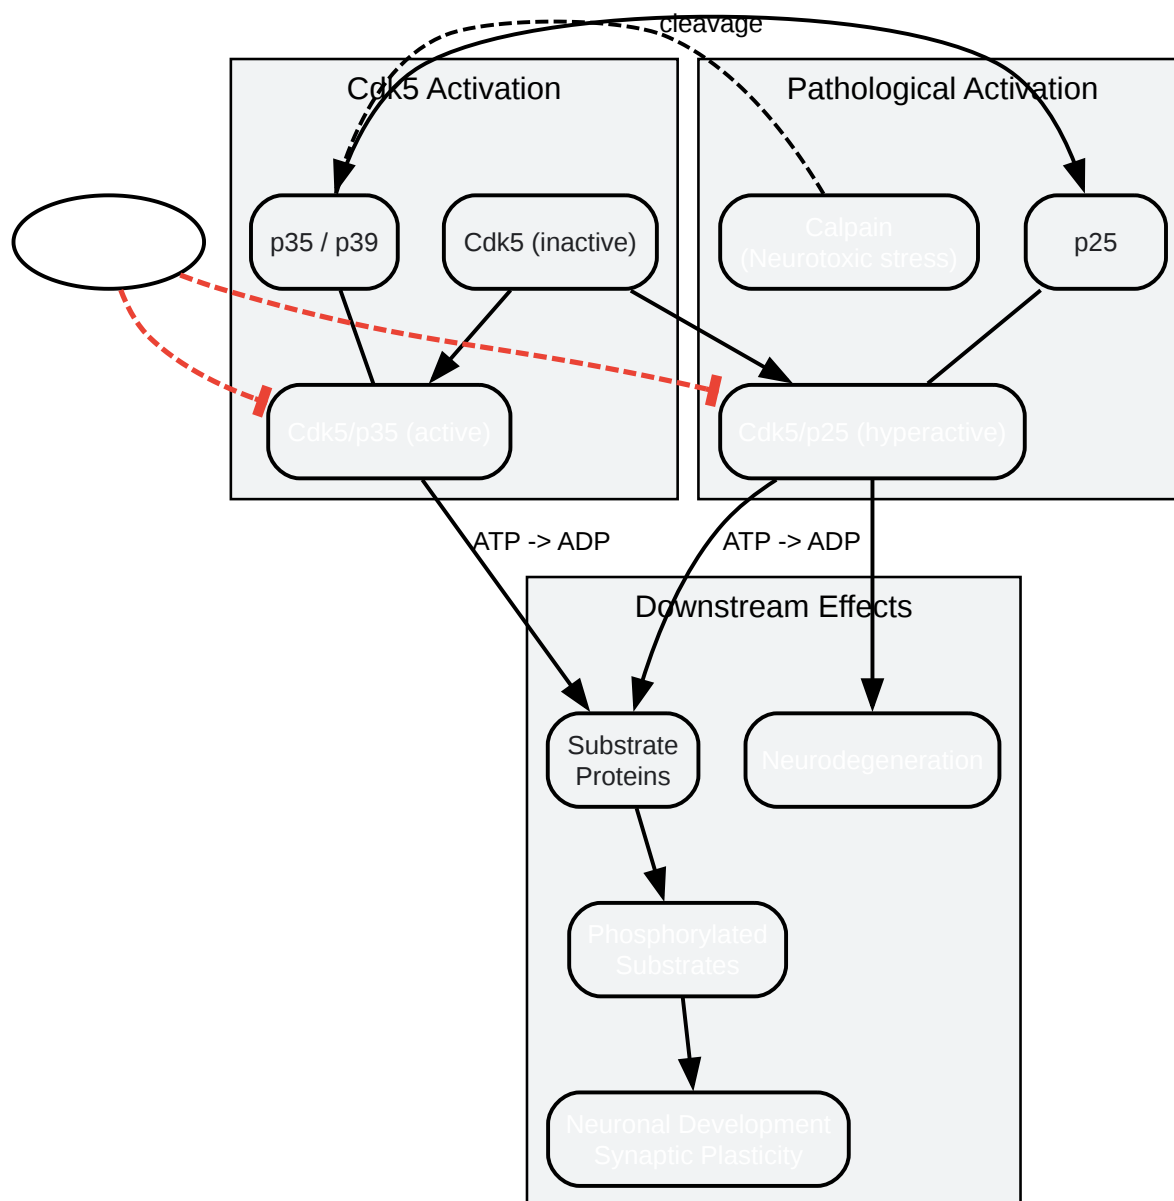 cleavage
Cdk5 Activation
Pathological Activation
p35 / p39
Cdk5 (inactive)
Calpain
(Neurotoxic stress)
p25
Cdk5/p35 (active)
Cdk5/p25 (hyperactive)
ATP -> ADP
ATP -> ADP
Downstream Effects
Substrate
Proteins
Neurodegeneration
Phosphorylated
Substrates
Neuronal Development
Synaptic Plasticity